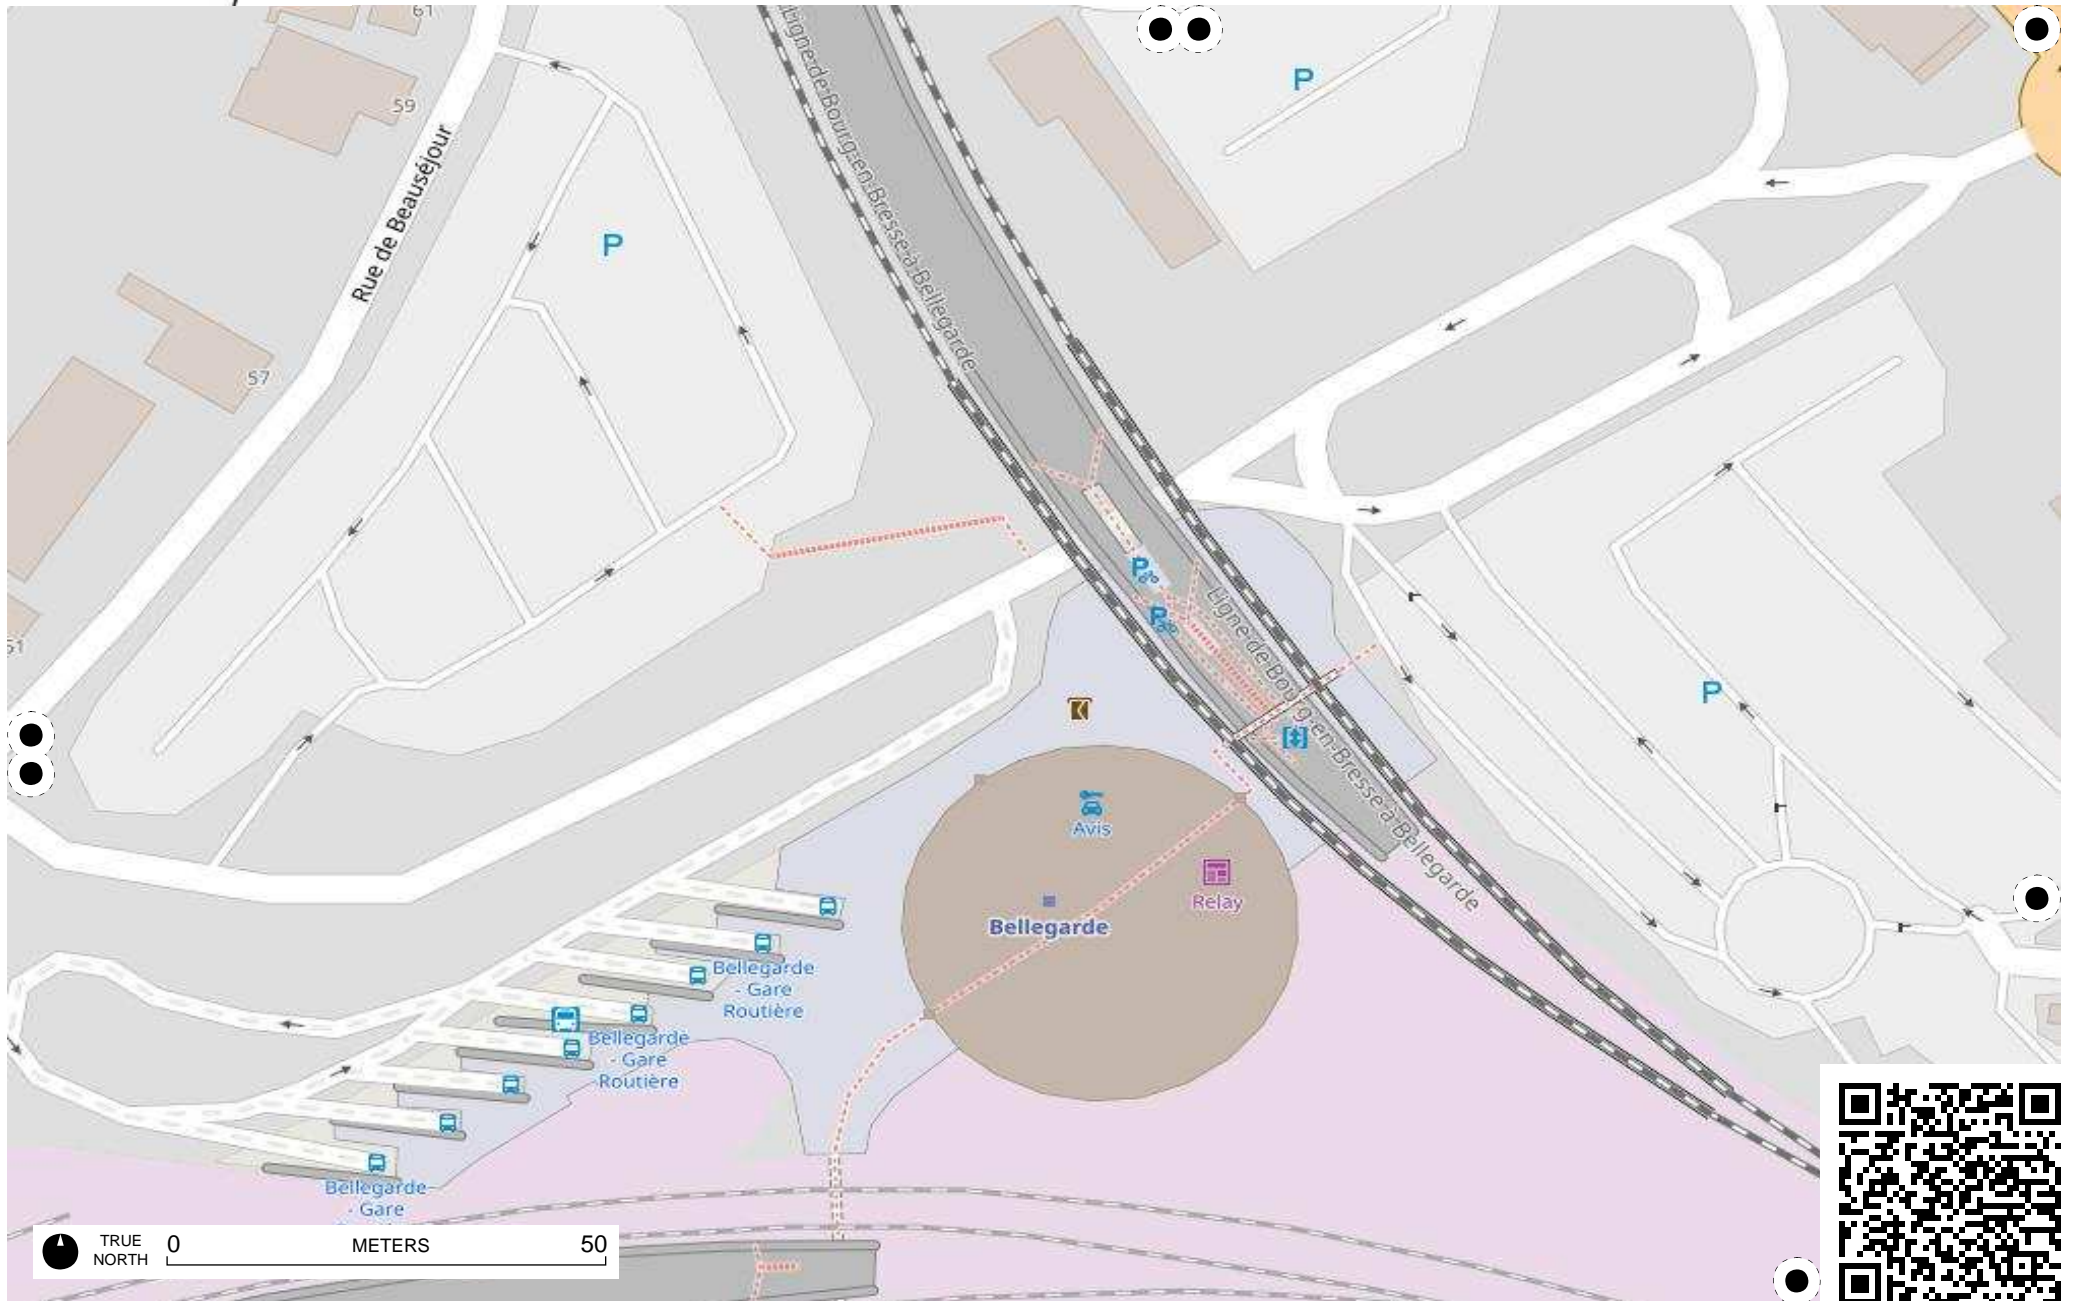 61
Ligne de Bourg-en-Bresse à Bellegarde
P
59
Rue de Beauséjour
P
57
P
P
Ligne de Bourg-en-Bresse à Bellegarde
51
P
Avis
Relay
Bellegarde
Bellegarde
- Gare
Routière
Bellegarde
- Gare
Routière
Bellegarde
- Gare
TRUE
NORTH
0
METERS
50